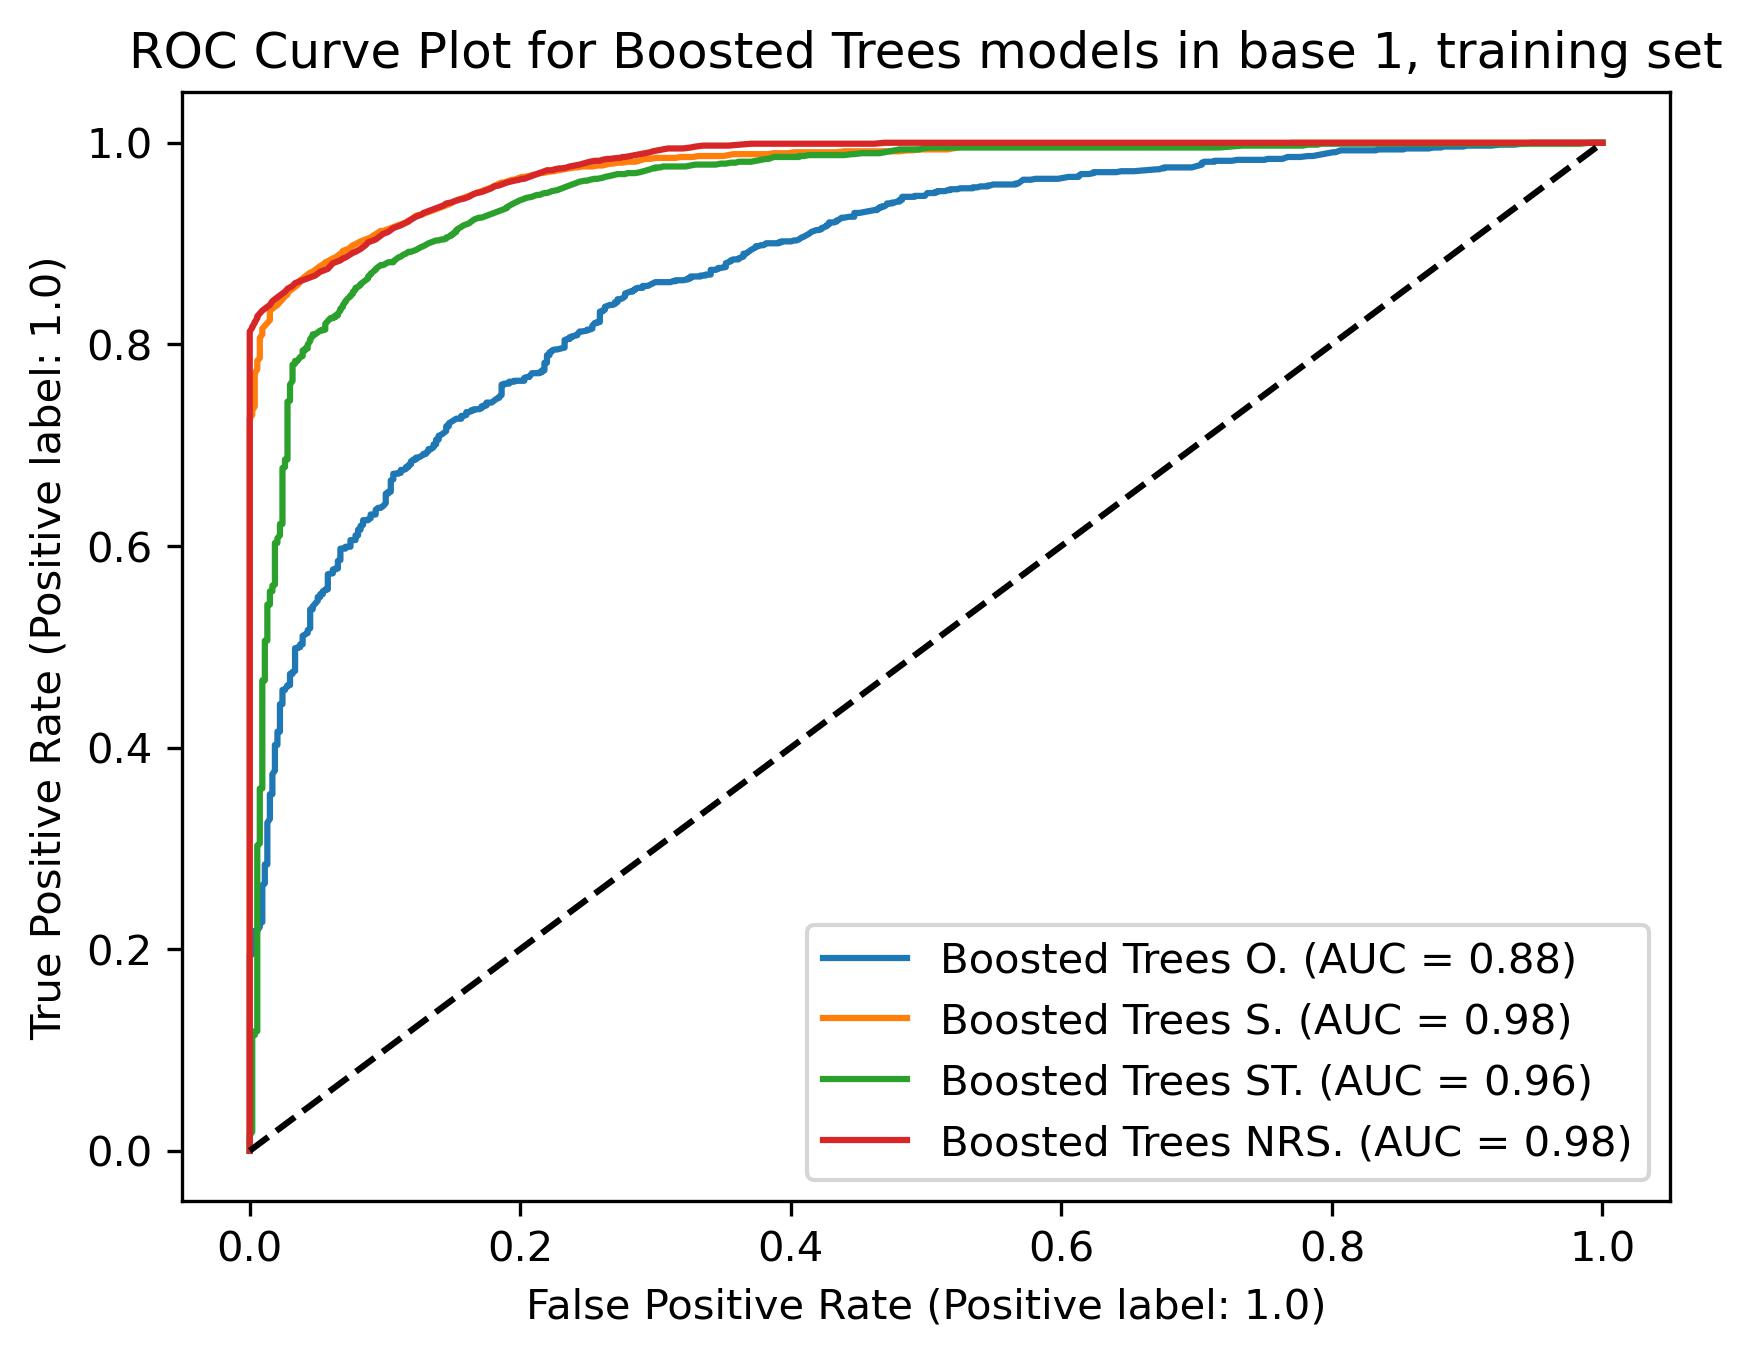 ROC Curve Plot for Boosted Trees models in base 1, training set
True Positive Rate (Positive label: 1.0)
1.0
0.8
0.6
0.4
0.2
0.0
Boosted Trees O. (AUC = 0.88)
Boosted Trees S. (AUC = 0.98)
Boosted Trees ST. (AUC = 0.96)
Boosted Trees NRS. (AUC = 0.98)
0.0 0.2 0.4 0.6 0.8 1.0
False Positive Rate (Positive label: 1.0)